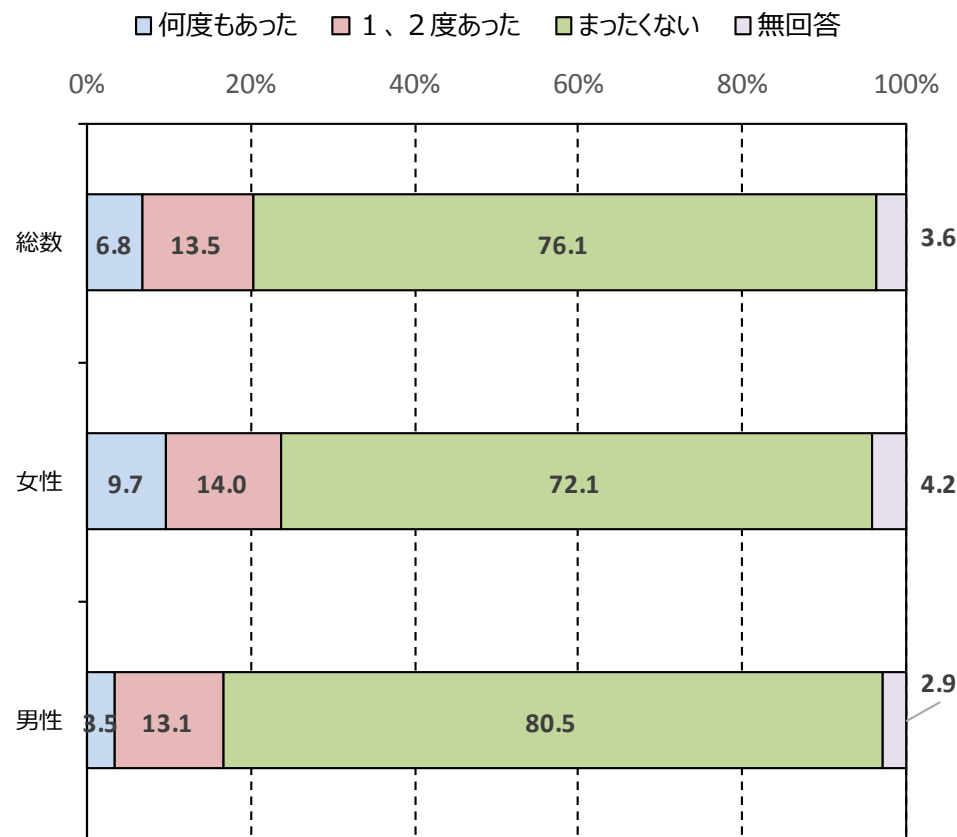 何度もあった １、２度あった まったくない 無回答
0% 20% 40% 60% 80% 100%
総数 6.8 13.5 76.1 3.6
女性 9.7 14.0 72.1 4.2
男性 3.5 13.1 80.5 2.9